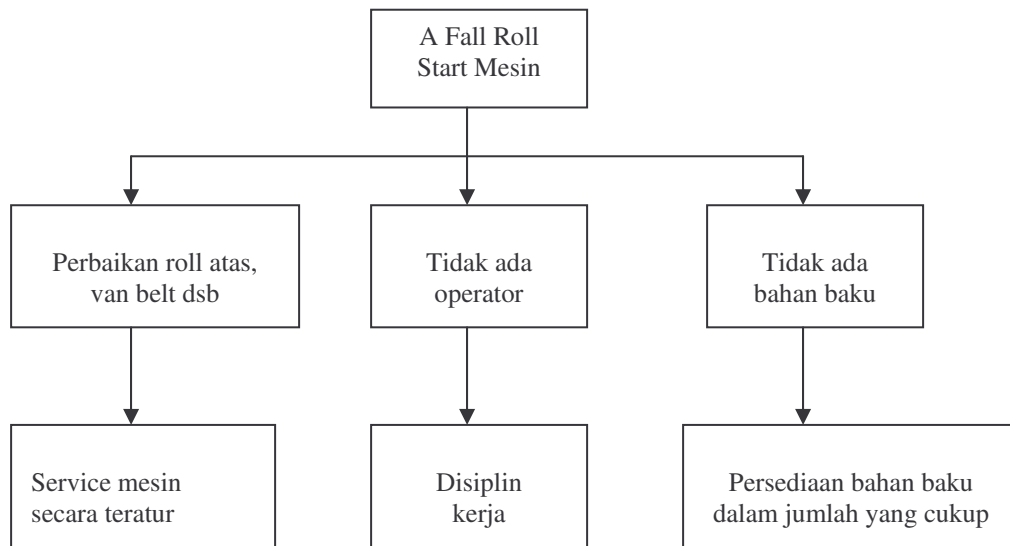 A Fall Roll
Start Mesin
Perbaikan roll atas,
van belt dsb
Tidak ada
operator
Tidak ada
bahan baku
Service mesin
secara teratur
Disiplin
kerja
Persediaan bahan baku
dalam jumlah yang cukup